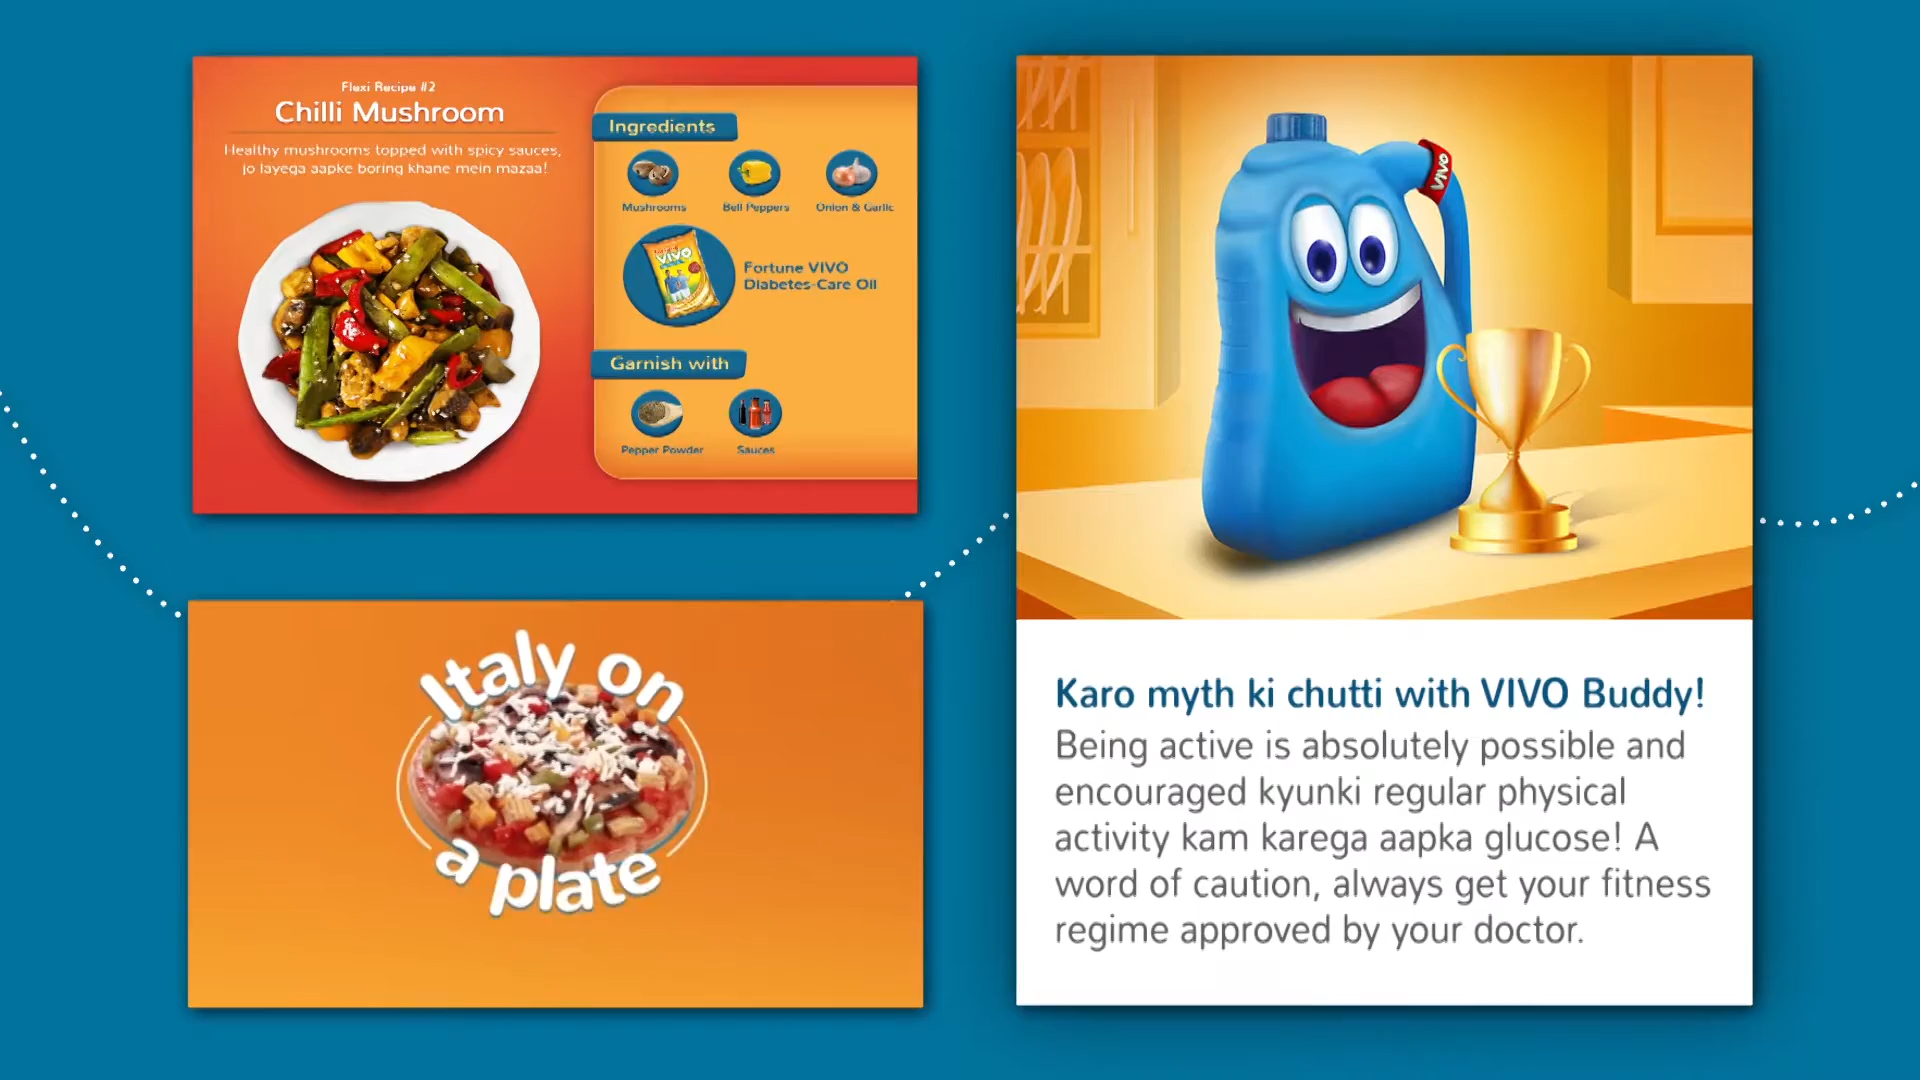 Flexi Recipe #2
Chilli Mushroom
Healthy mushrooms topped with spicy sauces,
jo layega aapke boring khane mein mazaa!
Ingredients
Mushrooms
Bell Peppers
Onion & Garlic
VIVO
Fortune VIVO
Diabetes-Care Oil
Garnish with
Pepper Powder
Sauces
Italy on
a plate
VIVO
Karo myth ki chutti with VIVO Buddy!
Being active is absolutely possible and
encouraged kyunki regular physical
activity kam karega aapka glucose! A
word of caution, always get your fitness
regime approved by your doctor.